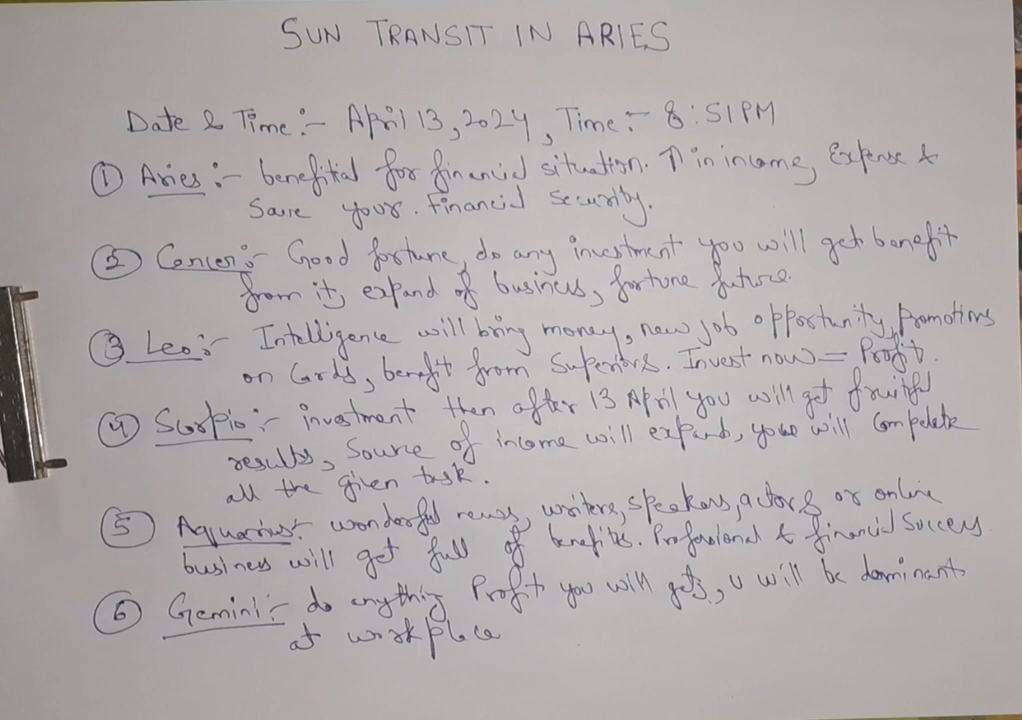 SUN TRANSIT IN ARIES
Date & Time :- April 13, 2024, Time :- 8:51PM
① Aries :- benefitial for financial situation. ↑ in income, Expense &
Save your. financial security.
② Cancer :- Good fortune, do any investment you will get benefit
from it, expand of business, fortune future.
③ Leo :- Intelligence will bring money, new job opportunity, promotions
on Cards, benefit from Superiors. Invest now = Profit.
④ Scorpio :- investment then after 13 April you will get fruitful
results, Source of income will expand, you will Compelete
all the given task.
⑤ Aquarius :- wonderful news, writers, speakers, actors or online
business will get full of benefits. Professional & financial Success.
⑥ Gemini :- do anything Profit you will gets, u will be dominant
at workplace